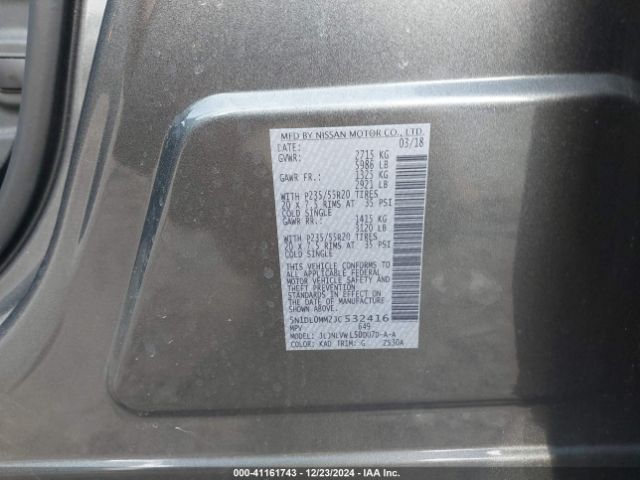 MFD BY NISSAN MOTOR CO., LTD.
DATE: 03/18
GVWR: 2715 KG
5986 LB
GAWR FR.: 1325 KG
2921 LB
WITH P235/55R20 TIRES
20 X 7.5 RIMS AT 35 PSI
COLD SINGLE
GAWR RR.: 1415 KG
3120 LB
WITH P235/55R20 TIRES
20 X 7.5 RIMS AT 35 PSI
COLD SINGLE
THIS VEHICLE CONFORMS TO
ALL APPLICABLE FEDERAL
MOTOR VEHICLE SAFETY
AND THEFT PREVENTION
STANDARDS IN EFFECT ON
THE DATE OF MANUFACTURE
SHOWN ABOVE.
5N1DL0MM2JC532416
MPV 649
MODEL:
COLOR: KAD TRIM: G Z530A
000-41161743 - 12/23/2024 - IAA Inc.